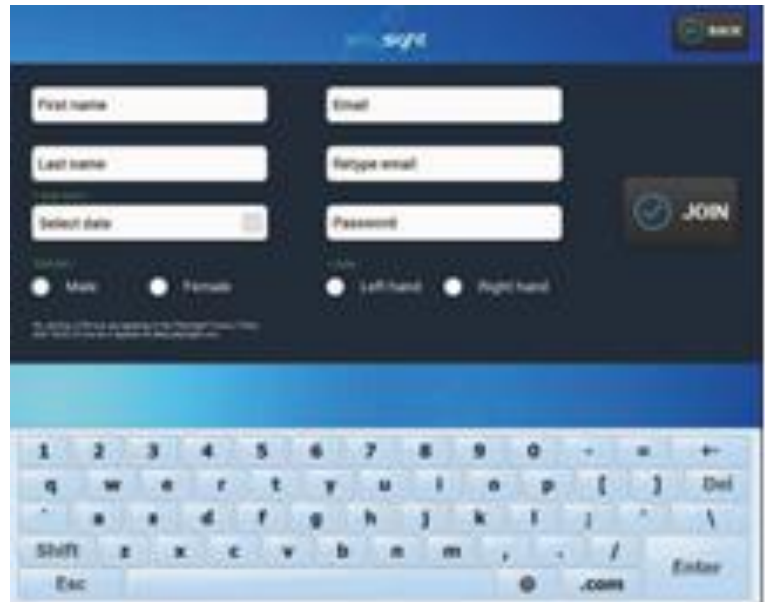 sight
BACK
First name
Email
Last name
Retype email
Select date
Password
JOIN
Male
Female
Left hand
Right hand
1 2 3 4 5 6 7 8 9 0 - = ←
q w e r t y u i o p [ ] Del
` a s d f g h j k l ; ' \
Shift z x c v b n m , . /
Enter
Esc @ .com